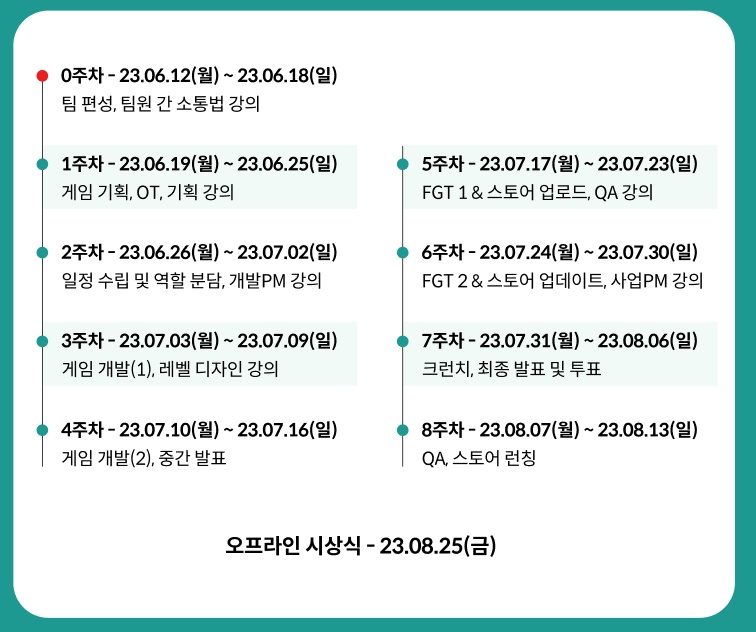 0주차 - 23.06.12(월) ~ 23.06.18(일)
팀 편성, 팀원 간 소통법 강의
1주차 - 23.06.19(월) ~ 23.06.25(일)
게임 기획, OT, 기획 강의
2주차 - 23.06.26(월) ~ 23.07.02(일)
일정 수립 및 역할 분담, 개발PM 강의
3주차 - 23.07.03(월) ~ 23.07.09(일)
게임 개발(1), 레벨 디자인 강의
4주차 - 23.07.10(월) ~ 23.07.16(일)
게임 개발(2), 중간 발표
5주차 - 23.07.17(월) ~ 23.07.23(일)
FGT 1 & 스토어 업로드, QA 강의
6주차 - 23.07.24(월) ~ 23.07.30(일)
FGT 2 & 스토어 업데이트, 사업PM 강의
7주차 - 23.07.31(월) ~ 23.08.06(일)
크런치, 최종 발표 및 투표
8주차 - 23.08.07(월) ~ 23.08.13(일)
QA, 스토어 런칭
오프라인 시상식 - 23.08.25(금)